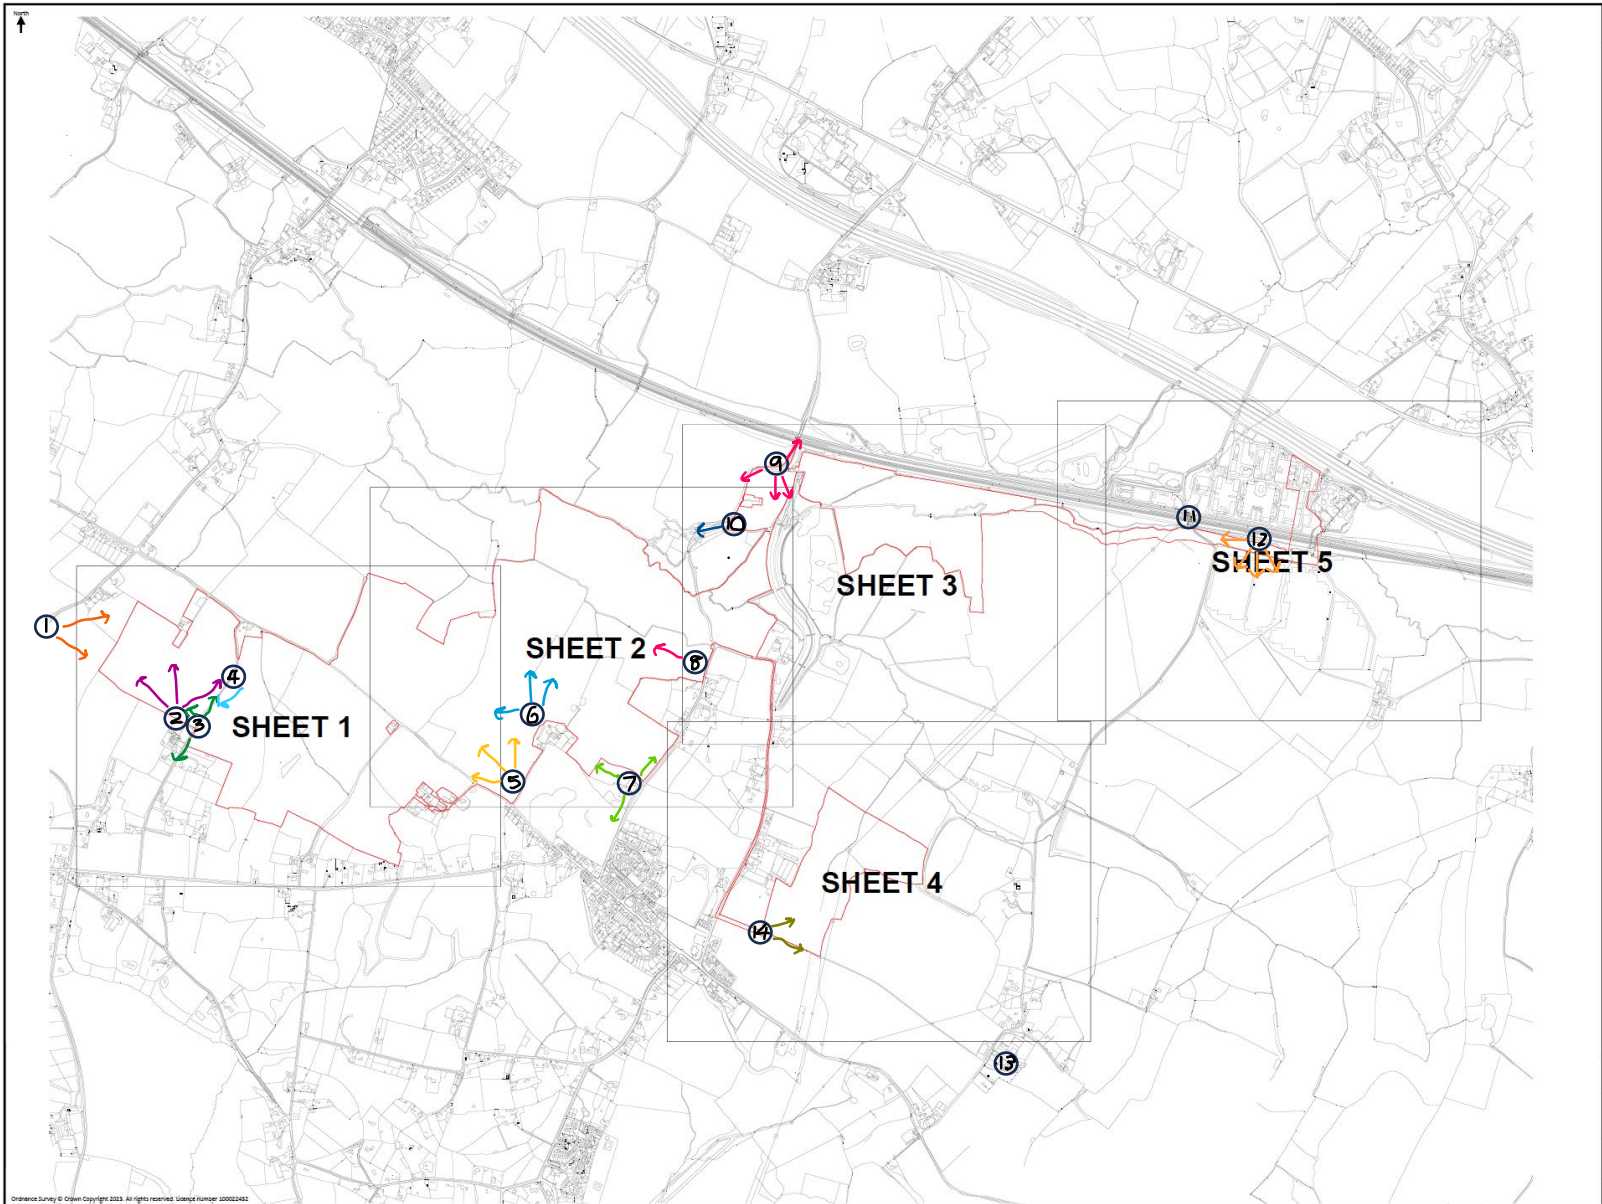 North
9
10
11
12
SHEET 5
SHEET 3
1
SHEET 2
8
4
2
3
SHEET 1
6
5
7
SHEET 4
14
13
Ordnance Survey © Crown Copyright 2023. All rights reserved. Licence number 100022432